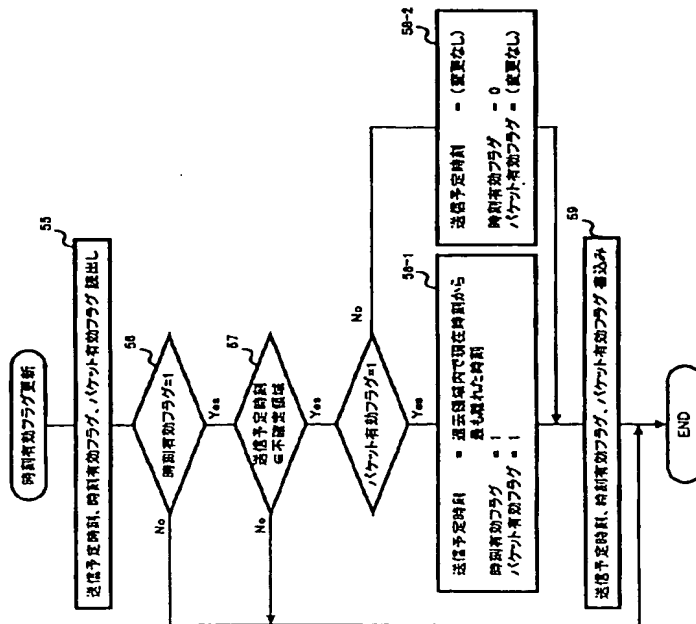 時刻有効フラグ更新
55
送信予定時刻、時刻有効フラグ、パケット有効フラグ 読出し
56
時刻有効フラグ=1
No
Yes
57
送信予定時刻
∈不確定領域
No
Yes
パケット有効フラグ=1
No
Yes
58-1
送信予定時刻 = 過去領域内で現在時刻から
最も離れた時刻
時刻有効フラグ = 1
パケット有効フラグ = 1
58-2
送信予定時刻 = (変更なし)
時刻有効フラグ = 0
パケット有効フラグ = (変更なし)
59
送信予定時刻、時刻有効フラグ、パケット有効フラグ 書込み
END